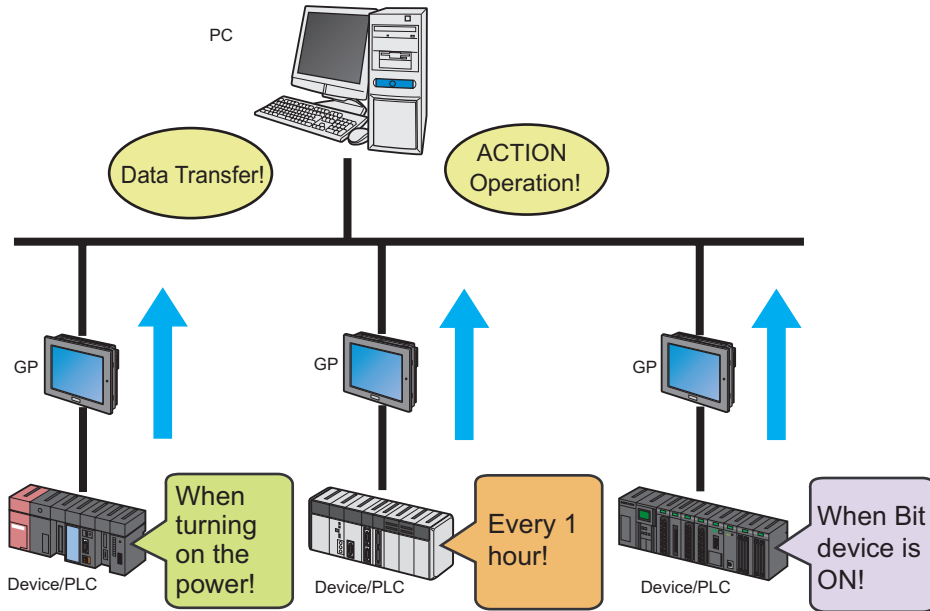 PC
Data Transfer!
ACTION
Operation!
GP
GP
GP
When
turning
on the
power!
Every 1
hour!
When Bit
device is
ON!
Device/PLC
Device/PLC
Device/PLC